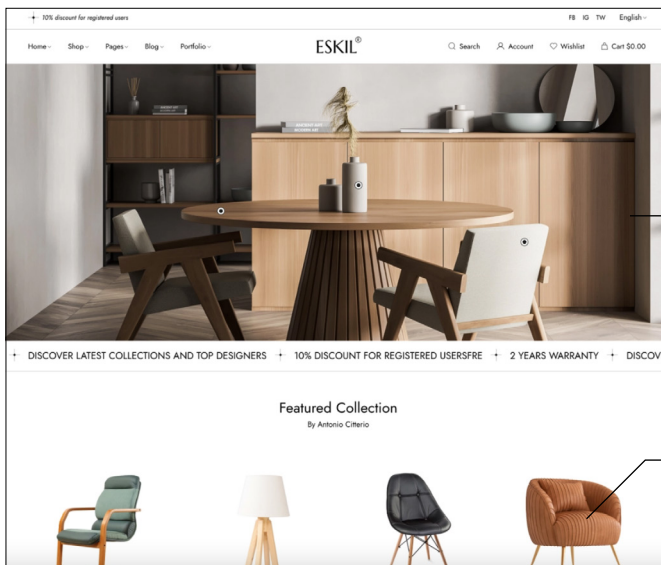 10% discount for registered users
FB IG TW English
Home Shop Pages Blog Portfolio ESKIL® Search Account Wishlist Cart $0.00
MODERN ART
DISCOVER LATEST COLLECTIONS AND TOP DESIGNERS 10% DISCOUNT FOR REGISTERED USERSFRE 2 YEARS WARRANTY DISCOV
Featured Collection
By Antonio Citterio